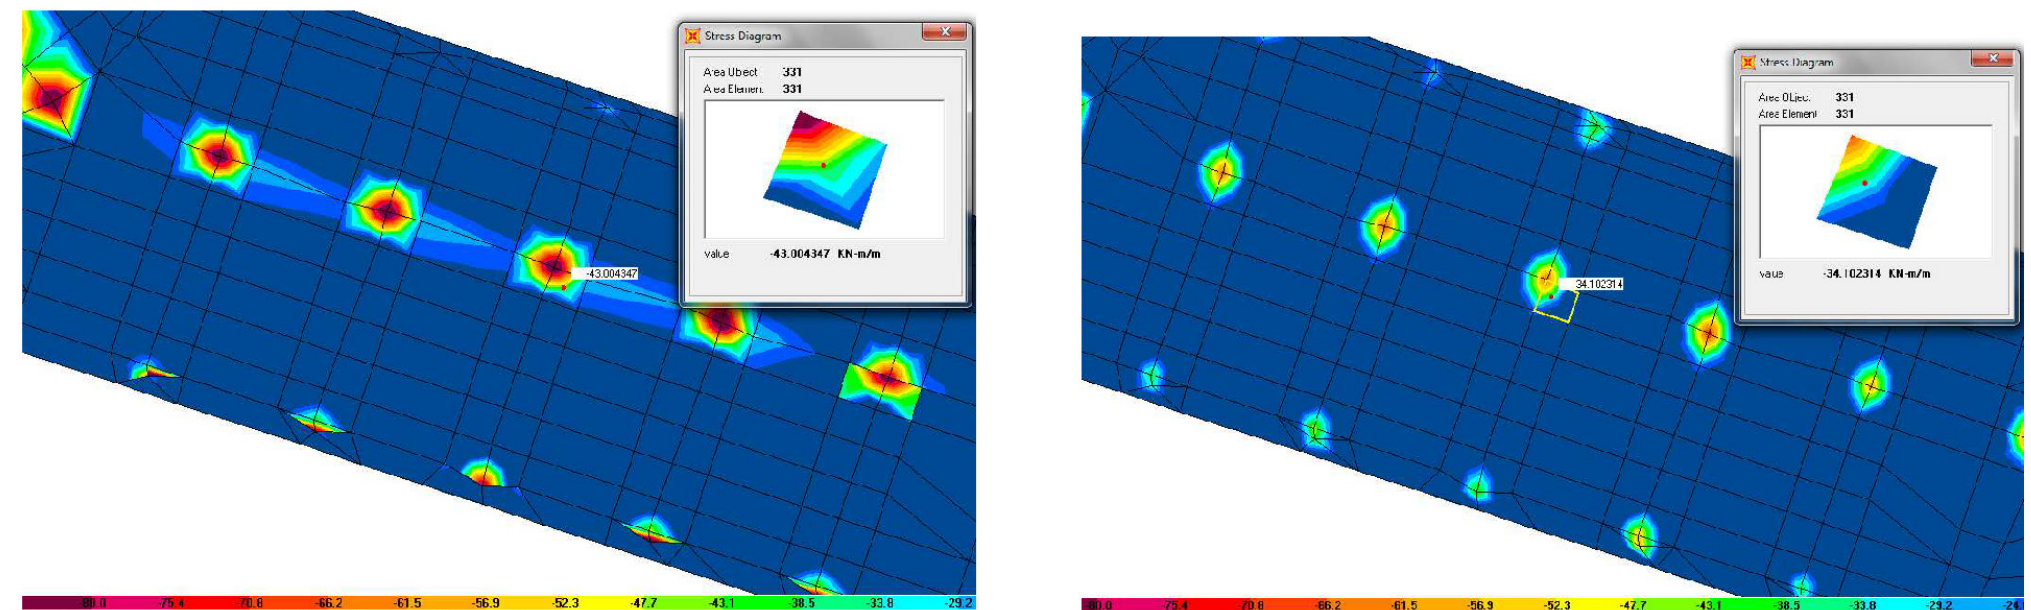 Stress Diagram
Area Object 331
Area Element 331
value -43.004347 KN-m/m
-43.004347
-80.0 -75.4 -70.8 -66.2 -61.5 -56.9 -52.3 -47.7 -43.1 -38.5 -33.8 -29.2
Stress Diagram
Area Object 331
Area Element 331
value -34.102314 KN-m/m
34.102314
-80.0 -75.4 -70.8 -66.2 -61.5 -56.9 -52.3 -47.7 -43.1 -38.5 -33.8 -29.2